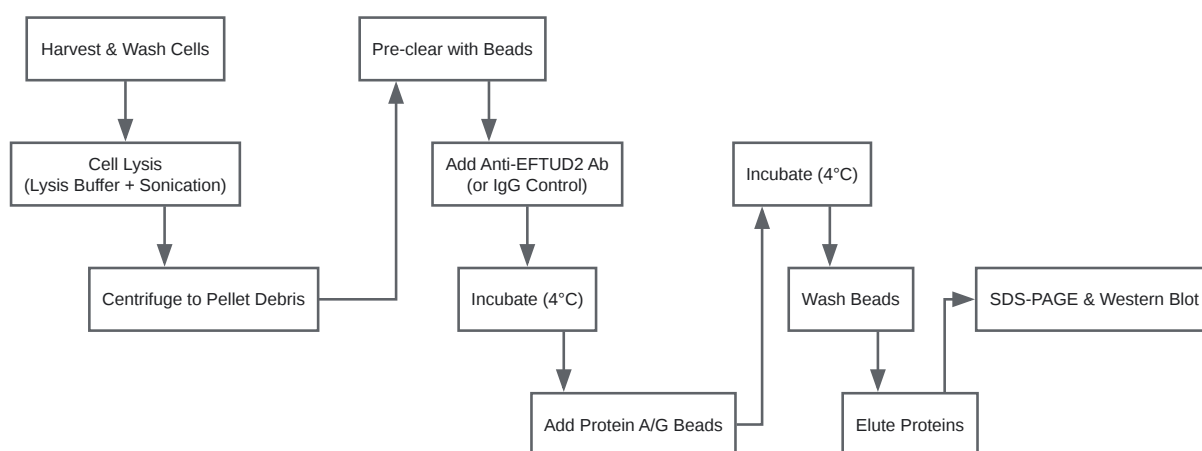 Harvest & Wash Cells
Cell Lysis
(Lysis Buffer + Sonication)
Centrifuge to Pellet Debris
Pre-clear with Beads
Add Anti-EFTUD2 Ab
(or IgG Control)
Incubate (4°C)
Add Protein A/G Beads
Incubate (4°C)
Wash Beads
Elute Proteins
SDS-PAGE & Western Blot